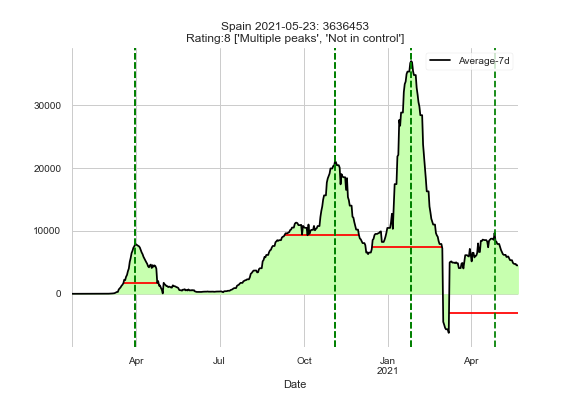 Spain 2021-05-23: 3636453
Rating:8 ['Multiple peaks', 'Not in control']
Average-7d
30000
20000
10000
0
Apr
Jul
Oct
Jan
2021
Apr
Date